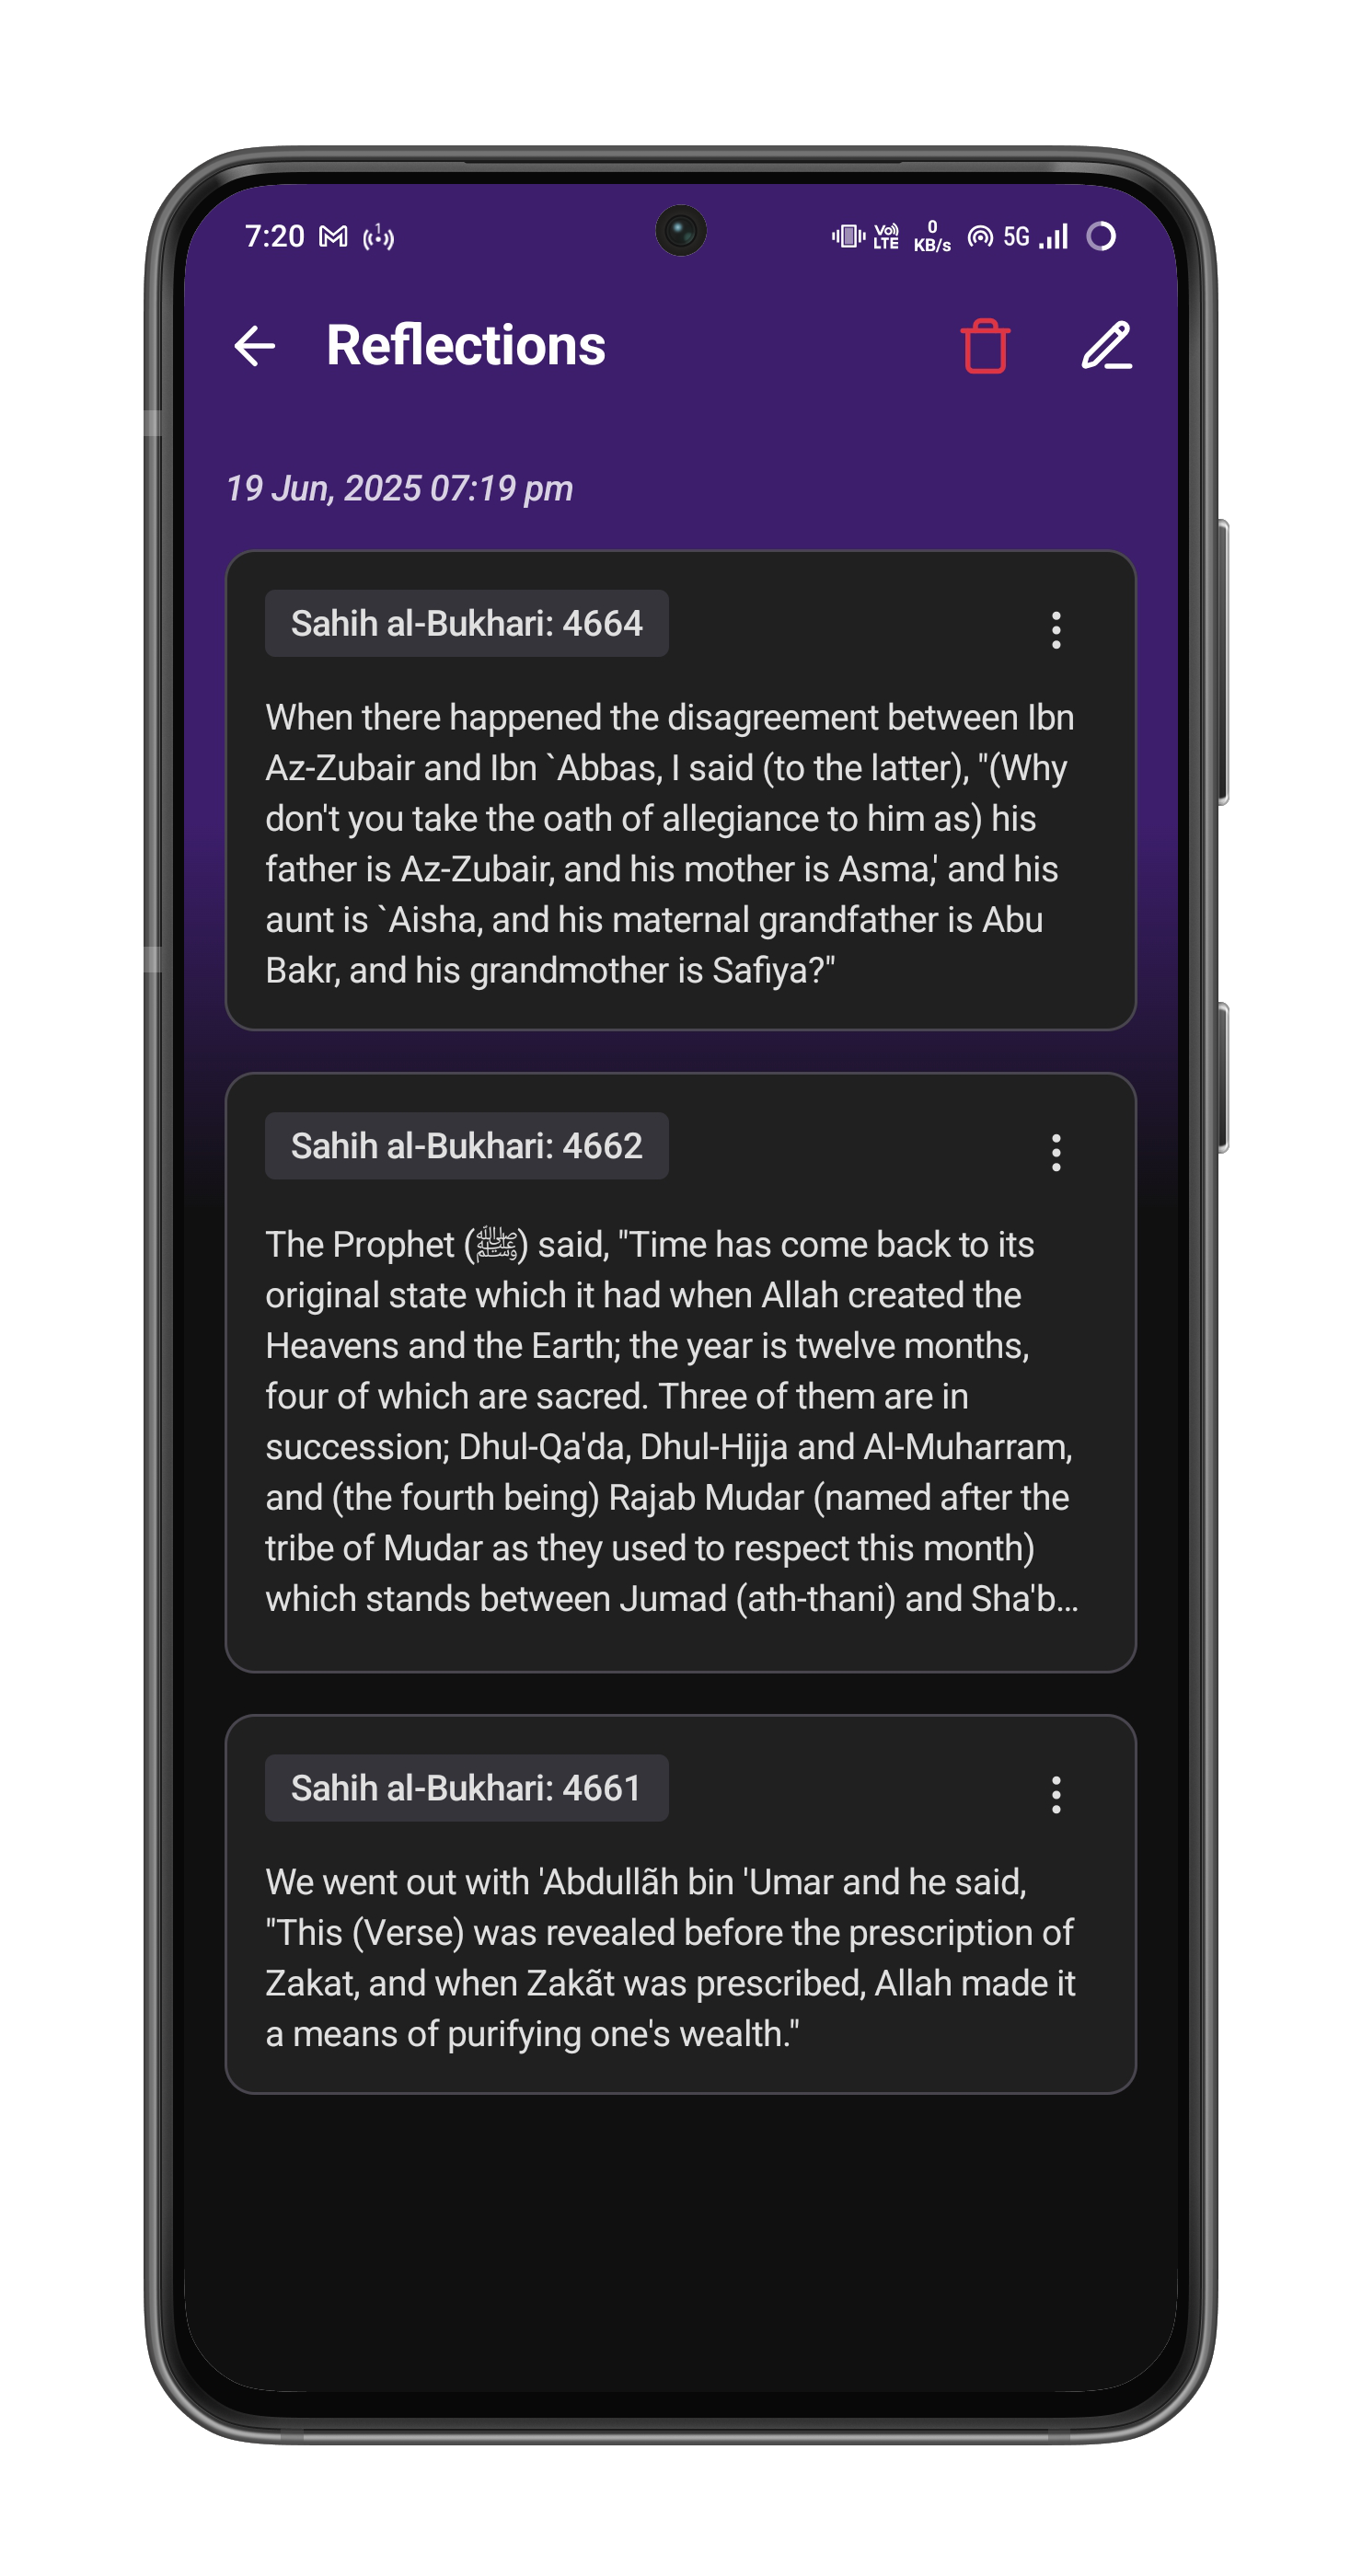 7:20 1 Vo)) LTE 0 KB/s 5G
Reflections
19 Jun, 2025 07:19 pm
Sahih al-Bukhari: 4664
When there happened the disagreement between Ibn
Az-Zubair and Ibn `Abbas, I said (to the latter), "(Why
don't you take the oath of allegiance to him as) his
father is Az-Zubair, and his mother is Asma,' and his
aunt is `Aisha, and his maternal grandfather is Abu
Bakr, and his grandmother is Safiya?"
Sahih al-Bukhari: 4662
The Prophet (ﷺ) said, "Time has come back to its
original state which it had when Allah created the
Heavens and the Earth; the year is twelve months,
four of which are sacred. Three of them are in
succession; Dhul-Qa'da, Dhul-Hijja and Al-Muharram,
and (the fourth being) Rajab Mudar (named after the
tribe of Mudar as they used to respect this month)
which stands between Jumad (ath-thani) and Sha'b...
Sahih al-Bukhari: 4661
We went out with 'Abdullãh bin 'Umar and he said,
"This (Verse) was revealed before the prescription of
Zakat, and when Zakãt was prescribed, Allah made it
a means of purifying one's wealth."